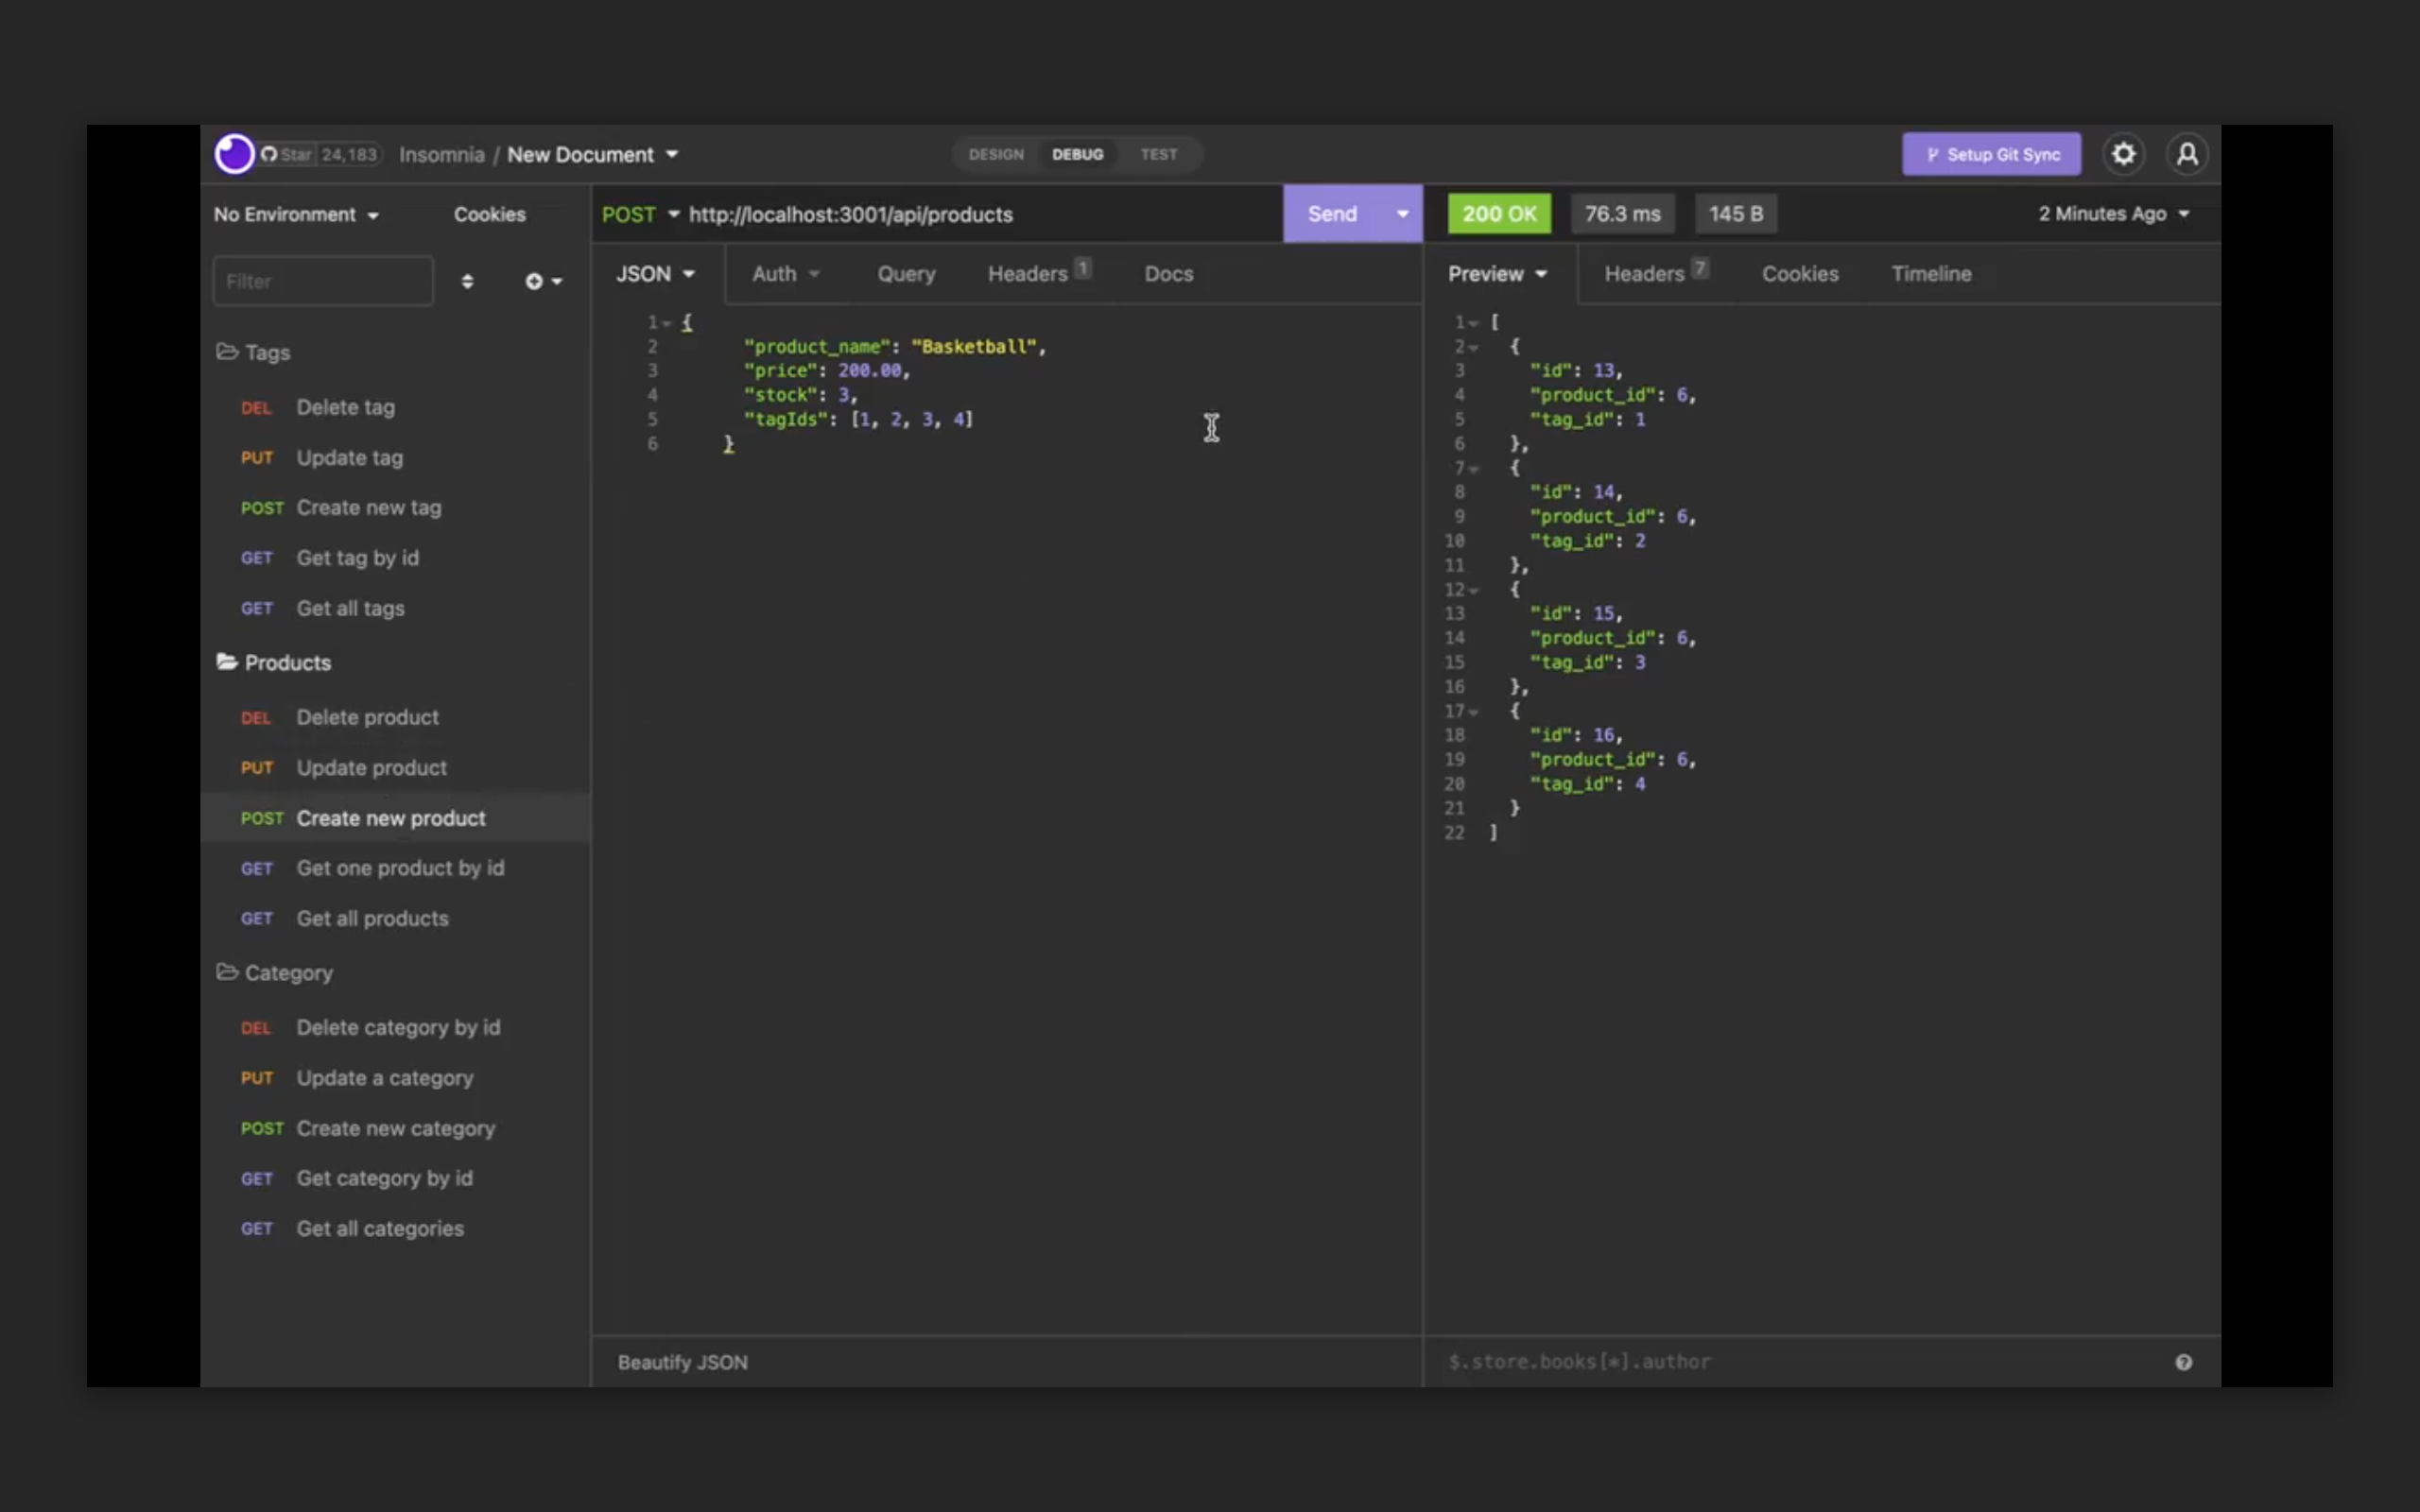 Star 24,183 Insomnia / New Document DESIGN DEBUG TEST Setup Git Sync
No Environment Cookies
Filter
Tags
DEL Delete tag
PUT Update tag
POST Create new tag
GET Get tag by id
GET Get all tags
Products
DEL Delete product
PUT Update product
POST Create new product
GET Get one product by id
GET Get all products
Category
DEL Delete category by id
PUT Update a category
POST Create new category
GET Get category by id
GET Get all categories
POST http://localhost:3001/api/products Send
JSON Auth Query Headers 1 Docs
1 {
2 "product_name": "Basketball",
3 "price": 200.00,
4 "stock": 3,
5 "tagIds": [1, 2, 3, 4]
6 }
Beautify JSON
200 OK 76.3 ms 145 B 2 Minutes Ago
Preview Headers 7 Cookies Timeline
1 [
2 {
3 "id": 13,
4 "product_id": 6,
5 "tag_id": 1
6 },
7 {
8 "id": 14,
9 "product_id": 6,
10 "tag_id": 2
11 },
12 {
13 "id": 15,
14 "product_id": 6,
15 "tag_id": 3
16 },
17 {
18 "id": 16,
19 "product_id": 6,
20 "tag_id": 4
21 }
22 ]
$.store.books[*].author